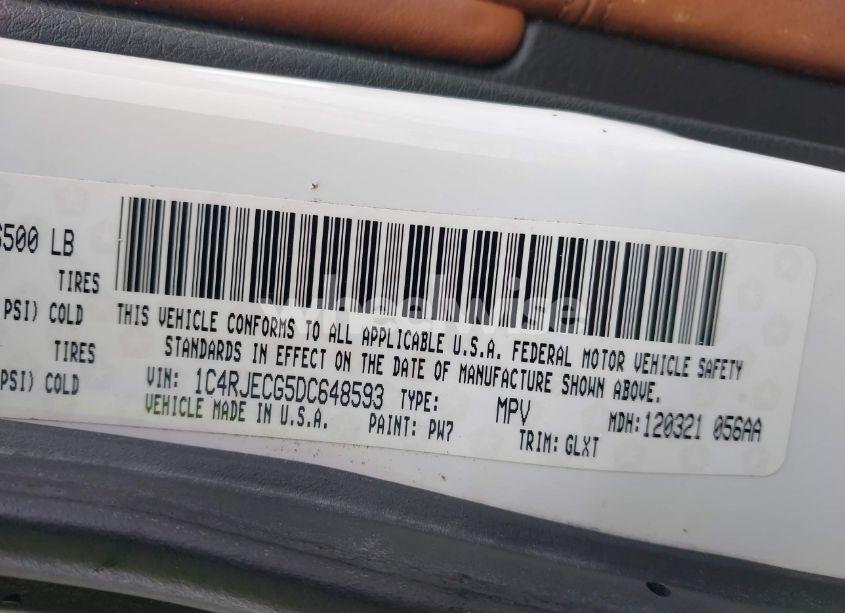 6500 LB
TIRES
PSI) COLD
TIRES
PSI) COLD
wheelwise
THIS VEHICLE CONFORMS TO ALL APPLICABLE U.S.A. FEDERAL MOTOR VEHICLE SAFETY
STANDARDS IN EFFECT ON THE DATE OF MANUFACTURE SHOWN ABOVE.
VIN: 1C4RJECG5DC648593 TYPE: MPV MDH:120321 056AA
VEHICLE MADE IN U.S.A. PAINT: PW7 TRIM: GLXT